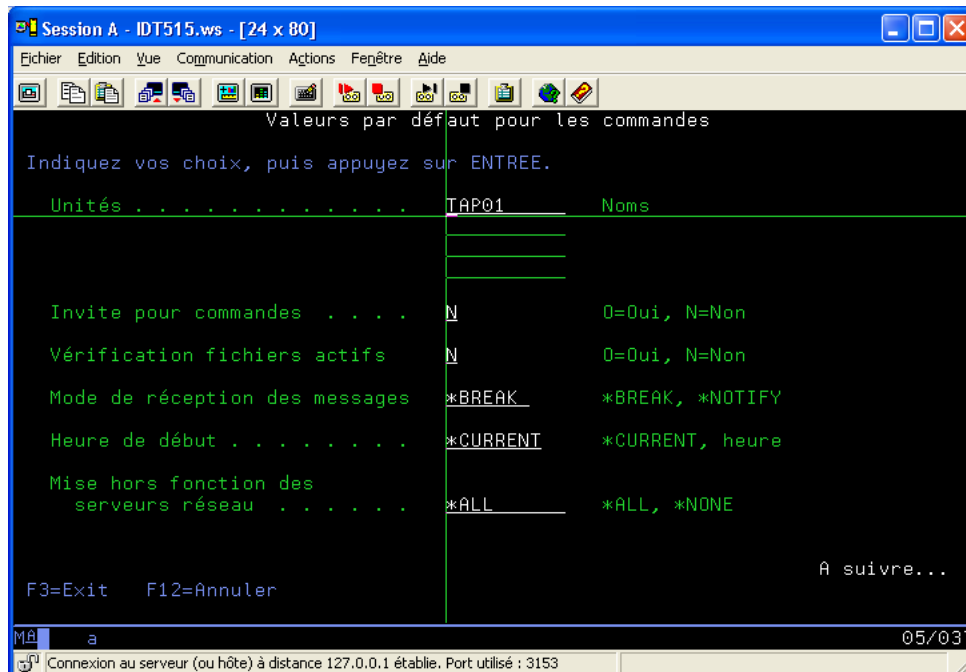 Session A - IDT515.ws - [24 x 80]
Fichier Edition Vue Communication Actions Fenêtre Aide
Valeurs par défaut pour les commandes
Indiquez vos choix, puis appuyez sur ENTREE.
Unités . . . . . . . . . . . . TAP01 Noms
Invite pour commandes . . . . N O=Oui, N=Non
Vérification fichiers actifs N O=Oui, N=Non
Mode de réception des messages *BREAK *BREAK, *NOTIFY
Heure de début . . . . . . . . *CURRENT *CURRENT, heure
Mise hors fonction des
serveurs réseau . . . . . . *ALL *ALL, *NONE
A suivre...
F3=Exit F12=Annuler
MA a 05/03
Connexion au serveur (ou hôte) à distance 127.0.0.1 établie. Port utilisé : 3153